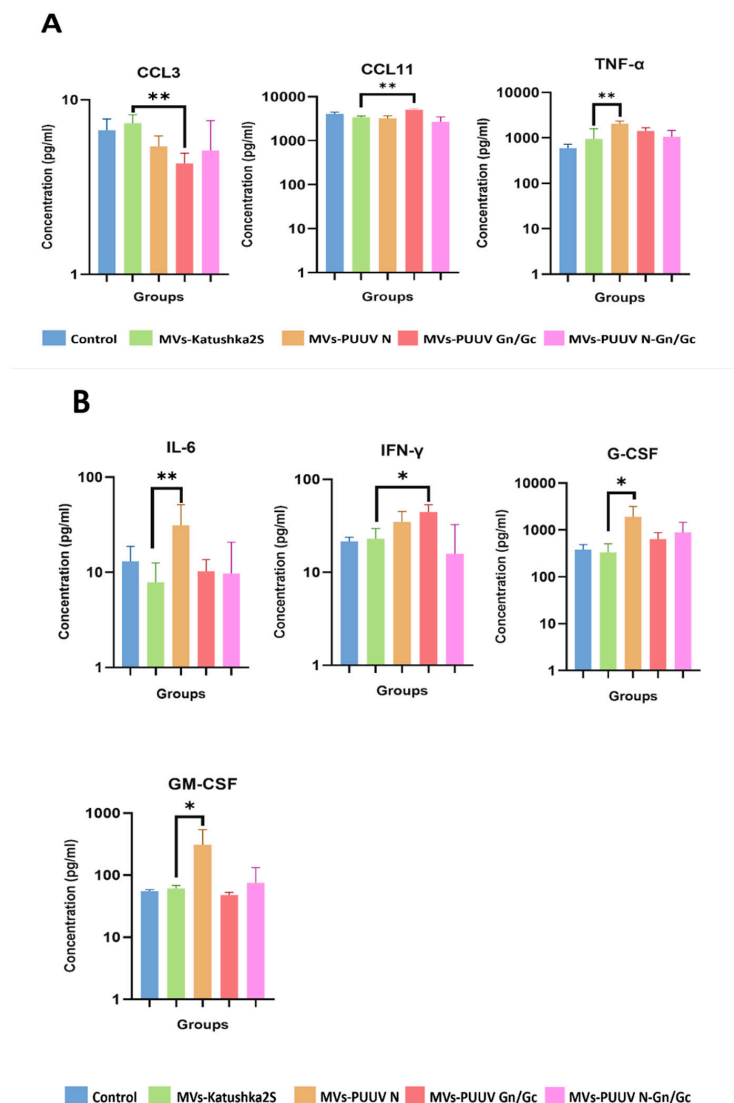 A
CCL3
**
10
1
Concentration (pg/ml)
Groups
CCL11
**
10000
1000
100
10
1
Concentration (pg/ml)
Groups
TNF-α
**
10000
1000
100
10
1
Concentration (pg/ml)
Groups
Control MVs-Katushka2S MVs-PUUV N MVs-PUUV Gn/Gc MVs-PUUV N-Gn/Gc
B
IL-6
**
100
10
1
Concentration (pg/ml)
Groups
IFN-γ
*
100
10
1
Concentration (pg/ml)
Groups
G-CSF
*
10000
1000
100
10
1
Concentration (pg/ml)
Groups
GM-CSF
*
1000
100
10
1
Concentration (pg/ml)
Groups
Control MVs-Katushka2S MVs-PUUV N MVs-PUUV Gn/Gc MVs-PUUV N-Gn/Gc